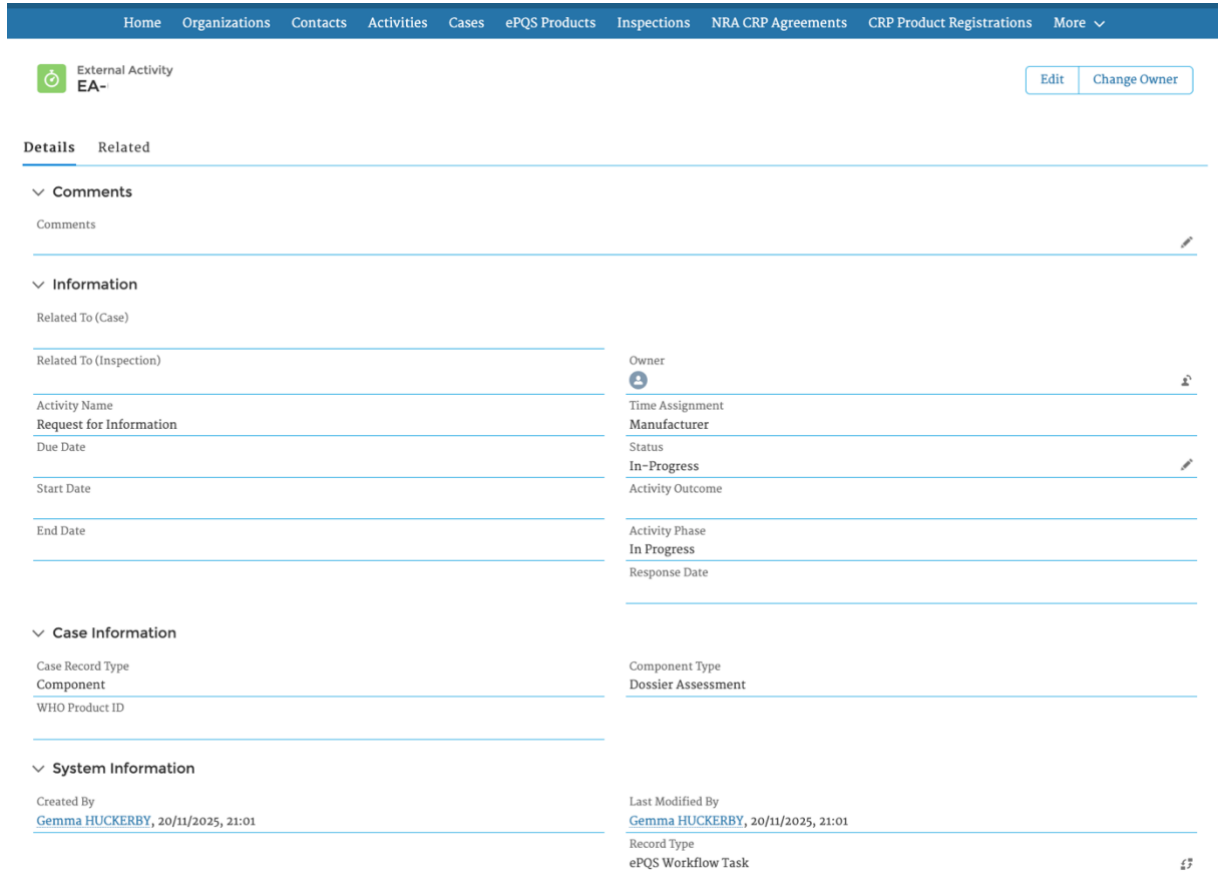 Home Organizations Contacts Activities Cases ePQS Products Inspections NRA CRP Agreements CRP Product Registrations More
External Activity
EA-
Edit Change Owner
Details Related
Comments
Comments
Information
Related To (Case)
Related To (Inspection) Owner
Activity Name Time Assignment
Request for Information Manufacturer
Due Date Status
In-Progress
Start Date Activity Outcome
End Date Activity Phase
In Progress
Response Date
Case Information
Case Record Type Component Type
Component Dossier Assessment
WHO Product ID
System Information
Created By Last Modified By
Gemma HUCKERBY, 20/11/2025, 21:01 Gemma HUCKERBY, 20/11/2025, 21:01
Record Type
ePQS Workflow Task